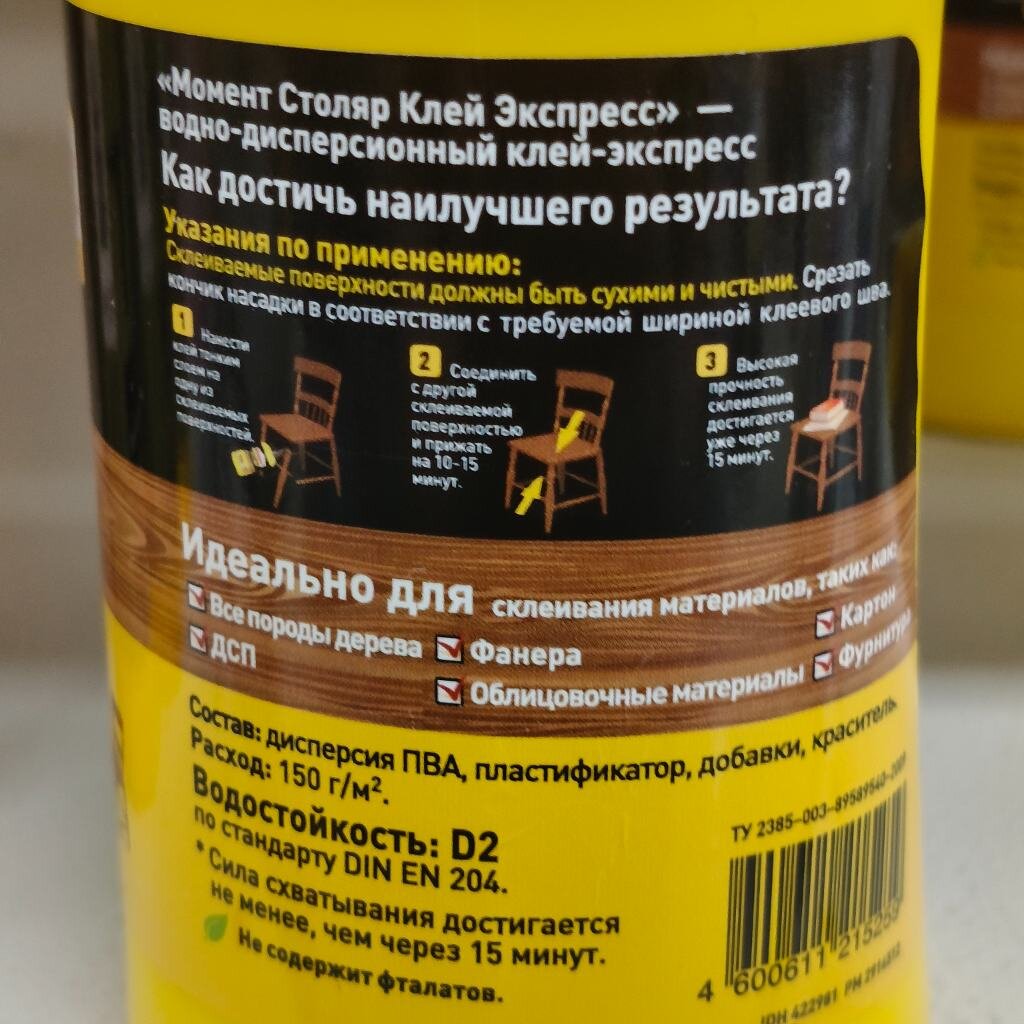 «Момент Столяр Клей Экспресс» —
водно-дисперсионный клей-экспресс
Как достичь наилучшего результата?
Указания по применению:
Склеиваемые поверхности должны быть сухими и чистыми. Срезать
кончик насадки в соответствии с требуемой шириной клеевого шва.
1 Нанести
клей тонким
слоем на
одну из
склеиваемых
поверхностей.
2 Соединить
с другой
склеиваемой
поверхностью
и прижать
на 10-15
минут.
3 Высокая
прочность
склеивания
достигается
уже через
15 минут.
Идеально для склеивания материалов, таких как:
Все породы дерева
ДСП
Фанера
Облицовочные материалы
Картон
Фурнитура
Состав: дисперсия ПВА, пластификатор, добавки, краситель.
Расход: 150 г/м².
Водостойкость: D2
по стандарту DIN EN 204.
* Сила схватывания достигается
не менее, чем через 15 минут.
Не содержит фталатов.
ТУ 2385-003-89589540-2009
4 600611 215259
IDH 422981